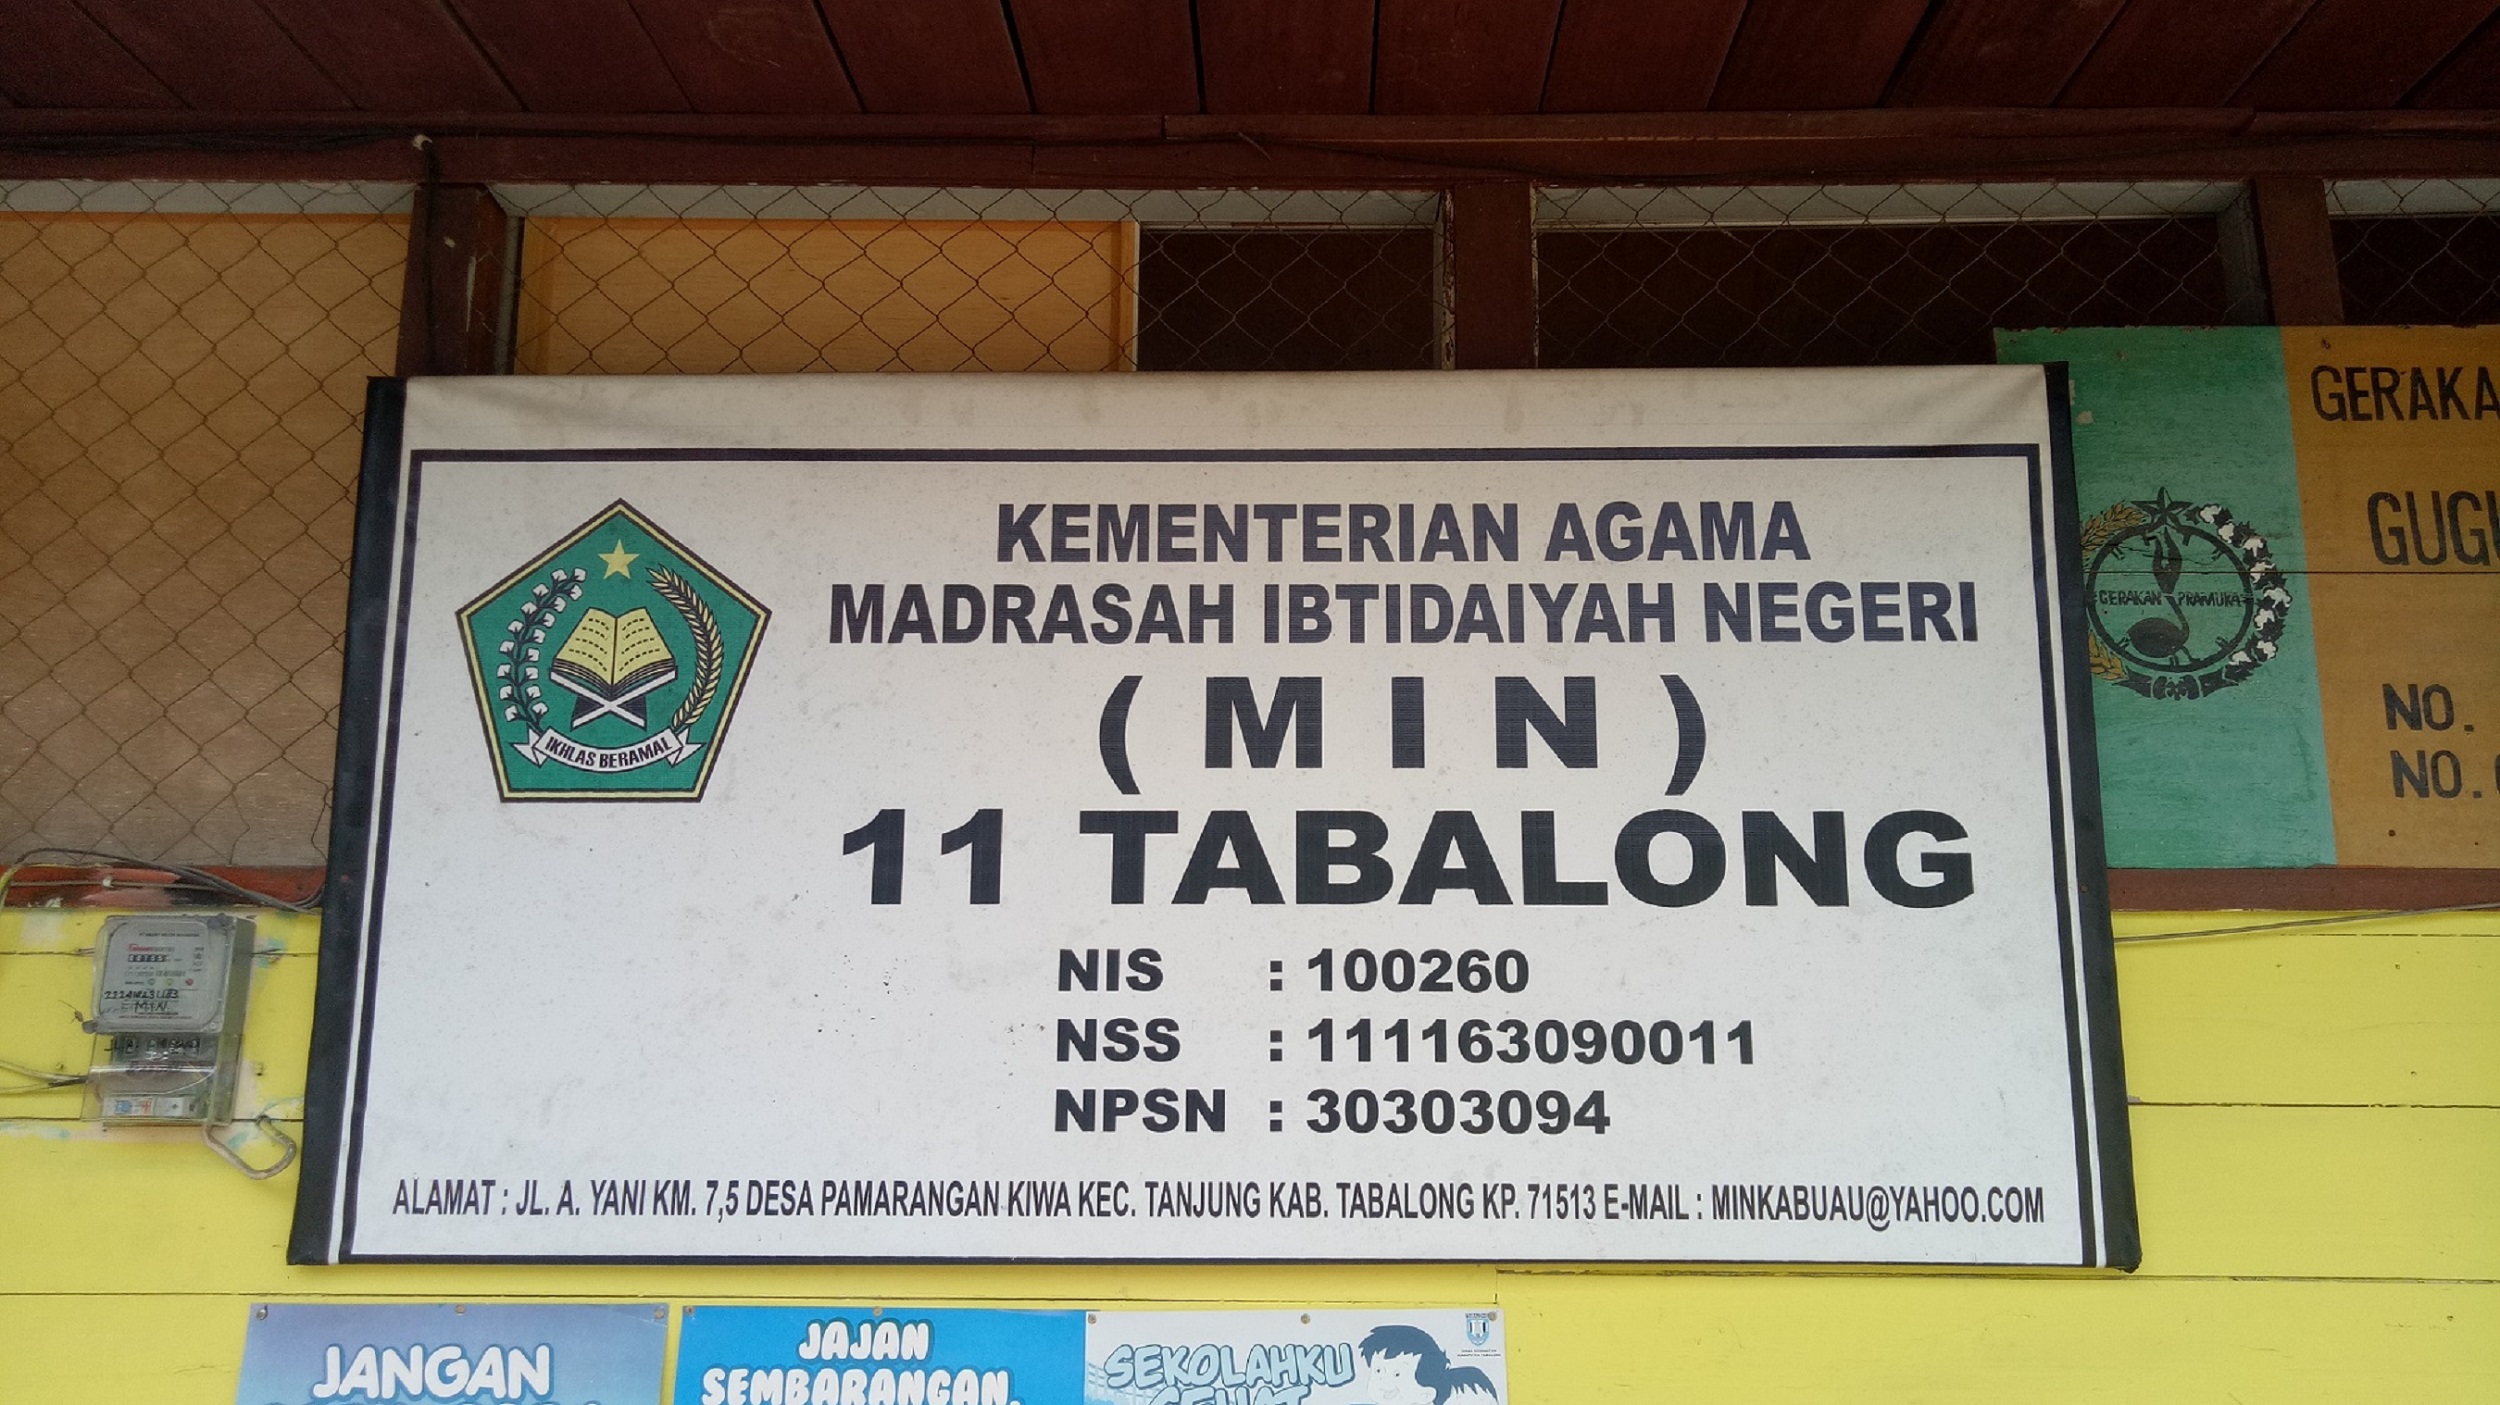 KEMENTERIAN AGAMA
MADRASAH IBTIDAIYAH NEGERI
( M I N )
11 TABALONG
NIS : 100260
NSS : 111163090011
NPSN : 30303094
ALAMAT : JL. A. YANI KM. 7,5 DESA PAMARANGAN KIWA KEC. TANJUNG KAB. TABALONG KP. 71513 E-MAIL : MINKABUAU@YAHOO.COM
IKHLAS BERAMAL
GERAKA
GUGU
NO.
NO.
GERAKAN PRAMUKA
MIN
JANGAN
JAJAN
SEMBARANGAN,
SEKOLAHKU
SEHAT